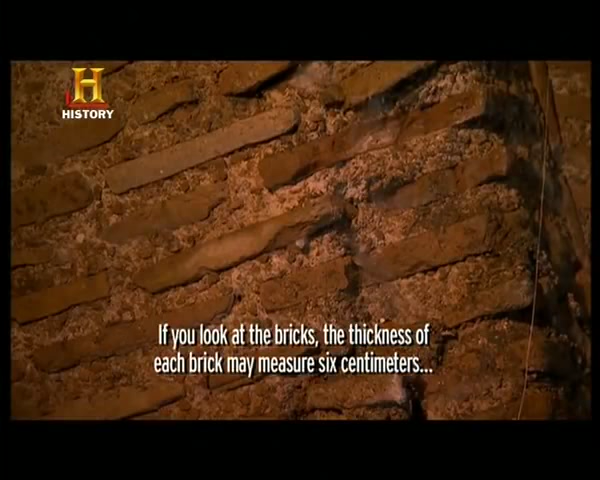 H
HISTORY
If you look at the bricks, the thickness of
each brick may measure six centimeters...